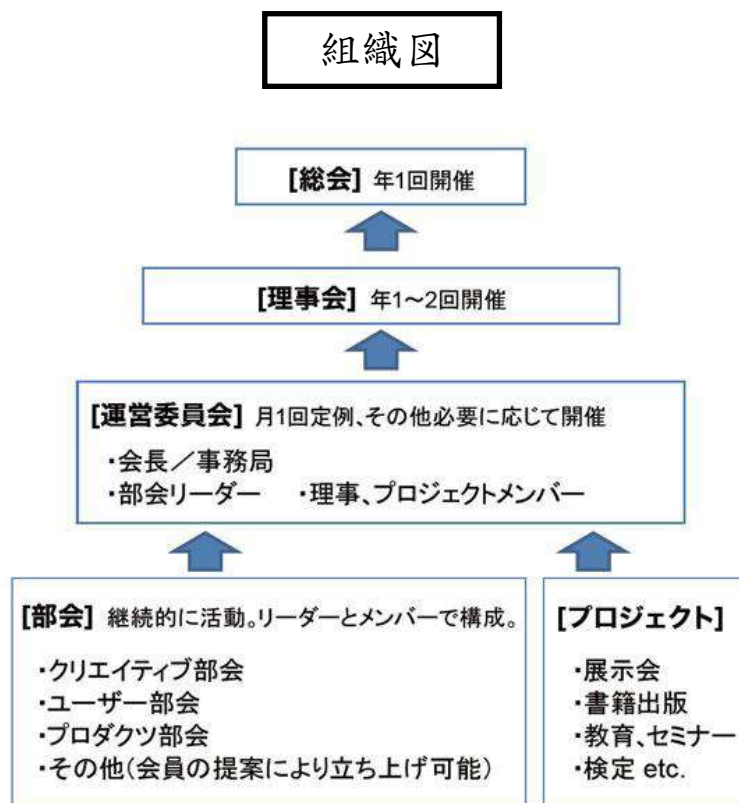 組織図
[総会] 年1回開催
[理事会] 年1～2回開催
[運営委員会] 月1回定例、その他必要に応じて開催
・会長／事務局
・部会リーダー ・理事、プロジェクトメンバー
[部会] 継続的に活動。リーダーとメンバーで構成。
・クリエイティブ部会
・ユーザー部会
・プロダクツ部会
・その他(会員の提案により立ち上げ可能)
[プロジェクト]
・展示会
・書籍出版
・教育、セミナー
・検定 etc.